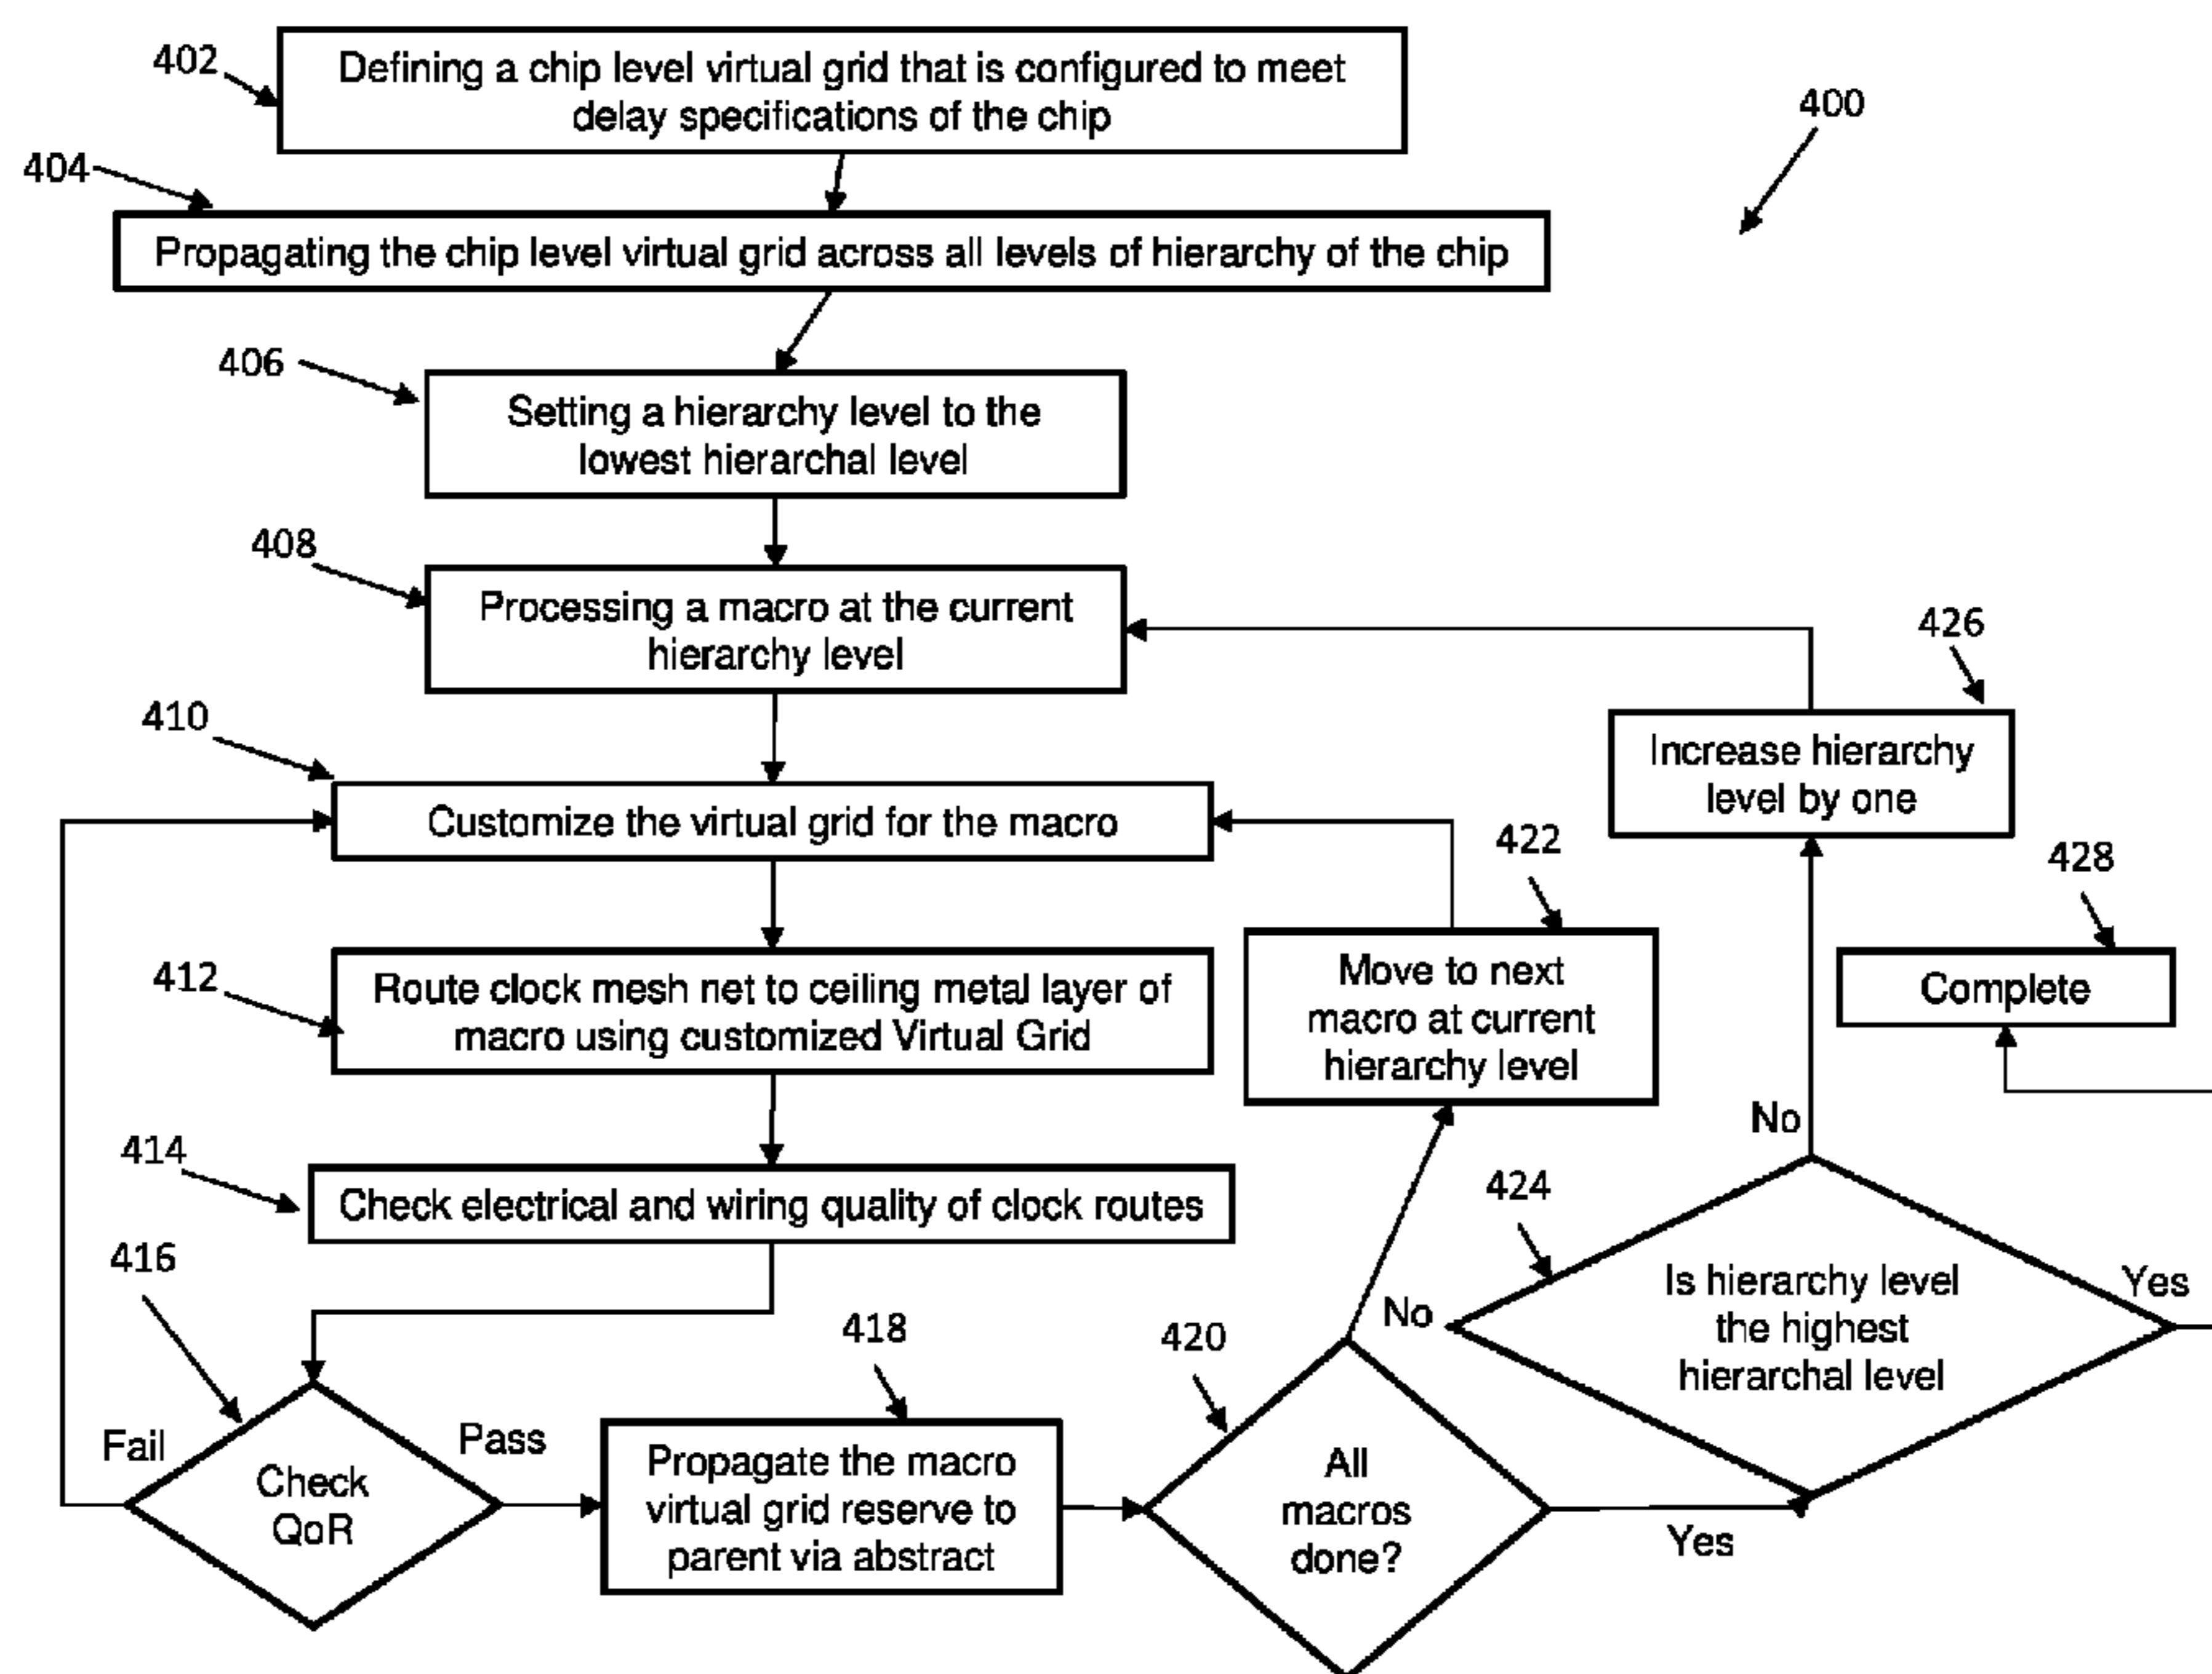 402
Defining a chip level virtual grid that is configured to meet
delay specifications of the chip
400
404
Propagating the chip level virtual grid across all levels of hierarchy of the chip
406
Setting a hierarchy level to the
lowest hierarchal level
408
Processing a macro at the current
hierarchy level
426
Increase hierarchy
level by one
410
Customize the virtual grid for the macro
422
Move to next
macro at current
hierarchy level
428
Complete
412
Route clock mesh net to ceiling metal layer of
macro using customized Virtual Grid
No
414
Check electrical and wiring quality of clock routes
424
Is hierarchy level
the highest
hierarchal level
Yes
416
Fail
Check
QoR
Pass
418
Propagate the macro
virtual grid reserve to
parent via abstract
420
No
All
macros
done?
Yes